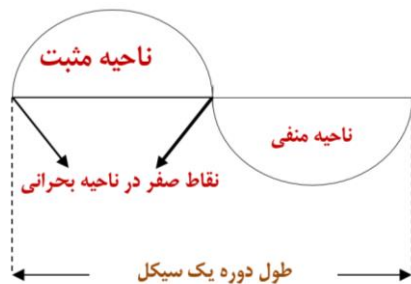 ناحیه مثبت
ناحیه منفی
نقاط صفر در ناحیه بحرانی
طول دوره یک سیکل